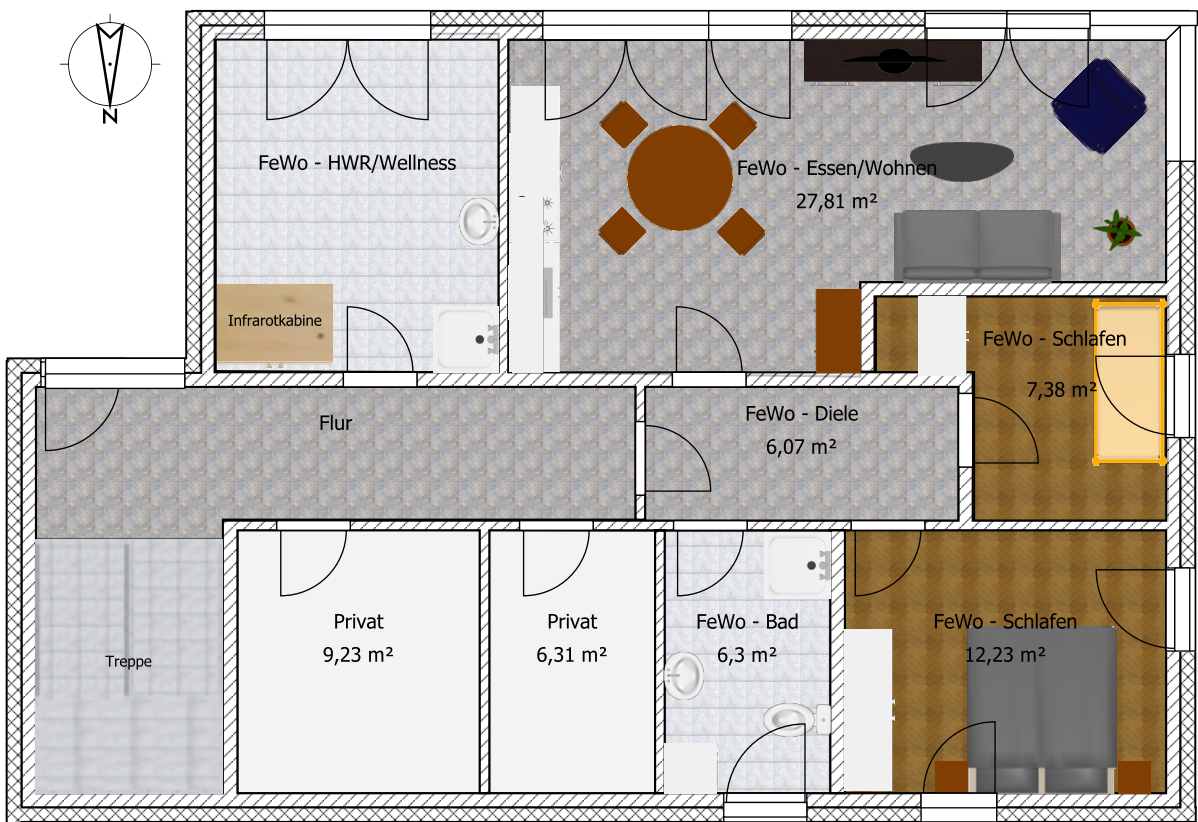 N
FeWo - HWR/Wellness
FeWo - Essen/Wohnen
27,81 m²
Infrarotkabine
FeWo - Schlafen
7,38 m²
Flur
FeWo - Diele
6,07 m²
Treppe
Privat
9,23 m²
Privat
6,31 m²
FeWo - Bad
6,3 m²
FeWo - Schlafen
12,23 m²